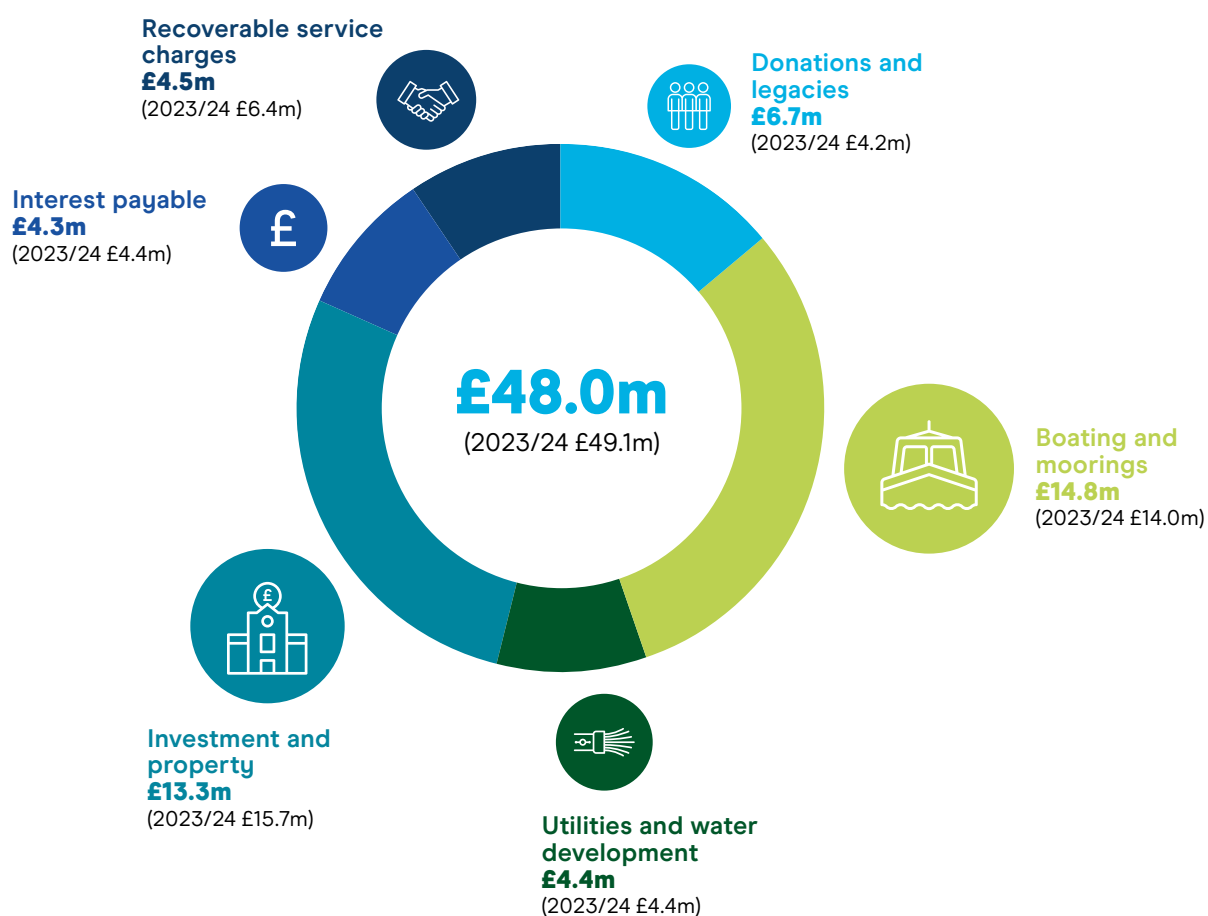 Recoverable service
charges
£4.5m
(2023/24 £6.4m)
Donations and
legacies
£6.7m
(2023/24 £4.2m)
Interest payable
£4.3m
(2023/24 £4.4m)
£
£48.0m
(2023/24 £49.1m)
Boating and
moorings
£14.8m
(2023/24 £14.0m)
£
Investment and
property
£13.3m
(2023/24 £15.7m)
Utilities and water
development
£4.4m
(2023/24 £4.4m)